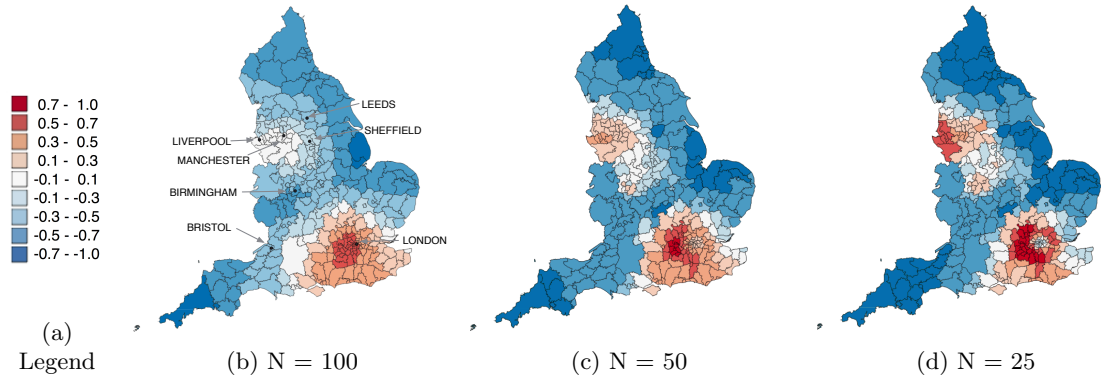 0.7 - 1.0
0.5 - 0.7
0.3 - 0.5
0.1 - 0.3
-0.1 - 0.1
-0.1 - -0.3
-0.3 - -0.5
-0.5 - -0.7
-0.7 - -1.0
(a)
Legend
LEEDS
SHEFFIELD
LIVERPOOL
MANCHESTER
BIRMINGHAM
BRISTOL
LONDON
(b) N = 100
(c) N = 50
(d) N = 25